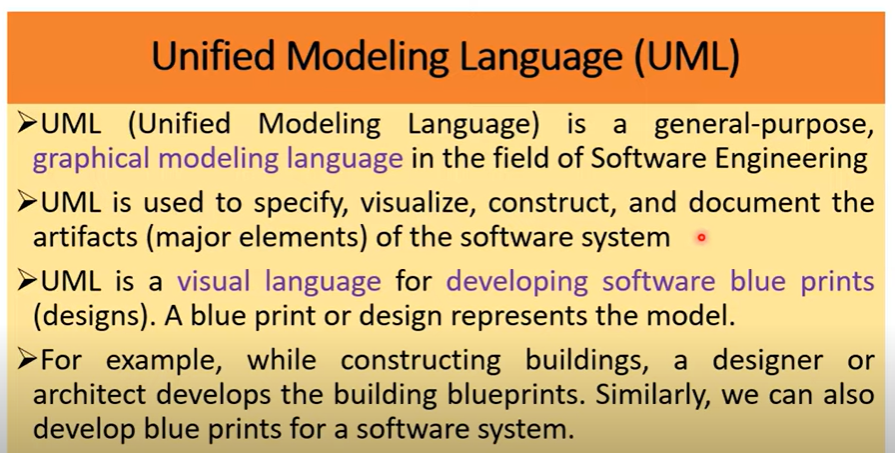 Unified Modeling Language (UML)
➢UML (Unified Modeling Language) is a general-purpose,
graphical modeling language in the field of Software Engineering
➢UML is used to specify, visualize, construct, and document the
artifacts (major elements) of the software system
➢UML is a visual language for developing software blue prints
(designs). A blue print or design represents the model.
➢For example, while constructing buildings, a designer or
architect develops the building blueprints. Similarly, we can also
develop blue prints for a software system.